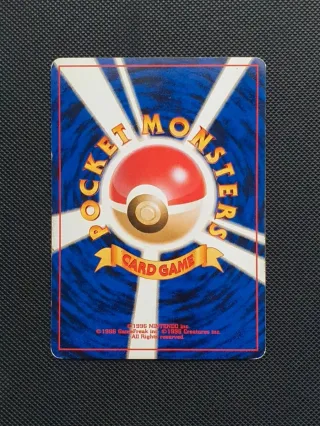 POCKET MONSTERS
CARD GAME
©1996 Nintendo inc.
©1996 GameFreak inc. ©1996 Creatures inc.
All Rights reserved.